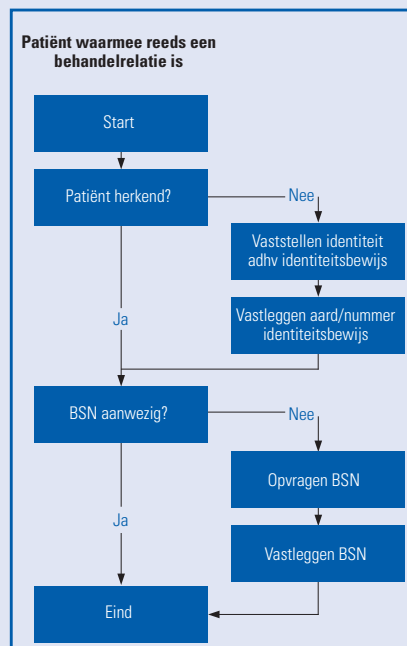 Patiënt waarmee reeds een
behandelrelatie is
Start
Patiënt herkend?
Nee
Vaststellen identiteit
adhv identiteitsbewijs
Vastleggen aard/nummer
identiteitsbewijs
Ja
BSN aanwezig?
Nee
Opvragen BSN
Ja
Vastleggen BSN
Eind